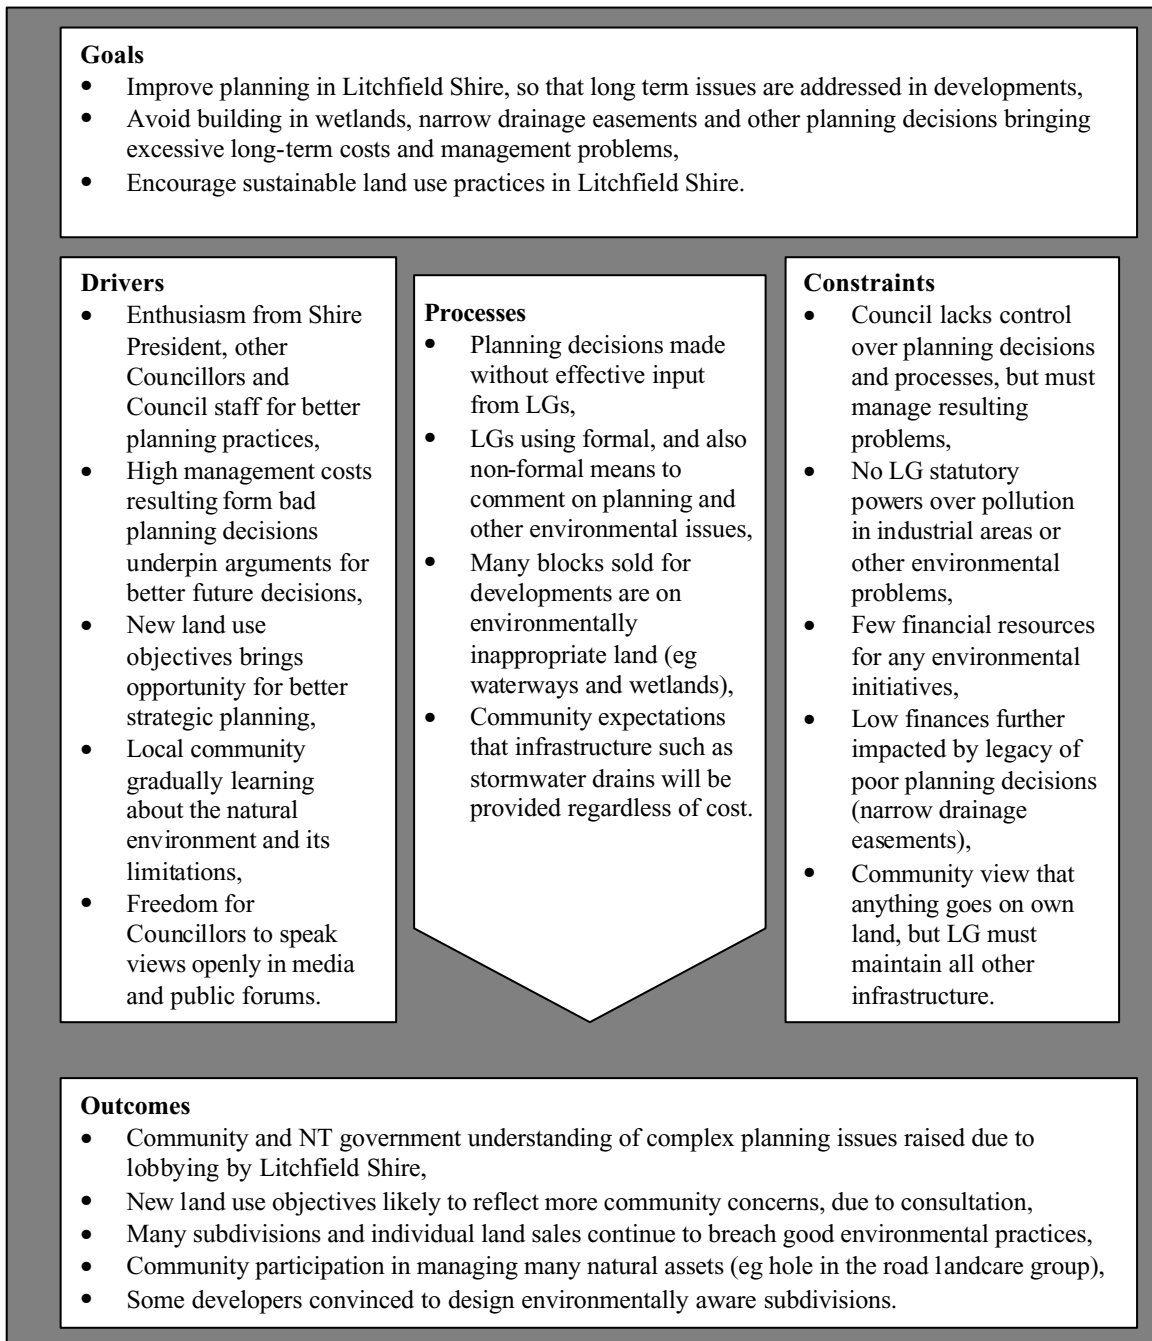 Goals
• Improve planning in Litchfield Shire, so that long term issues are addressed in developments,
• Avoid building in wetlands, narrow drainage easements and other planning decisions bringing
excessive long-term costs and management problems,
• Encourage sustainable land use practices in Litchfield Shire.
Drivers
• Enthusiasm from Shire
President, other
Councillors and
Council staff for better
planning practices,
• High management costs
resulting form bad
planning decisions
underpin arguments for
better future decisions,
• New land use
objectives brings
opportunity for better
strategic planning,
• Local community
gradually learning
about the natural
environment and its
limitations,
• Freedom for
Councillors to speak
views openly in media
and public forums.
Processes
• Planning decisions made
without effective input
from LGs,
• LGs using formal, and also
non-formal means to
comment on planning and
other environmental issues,
• Many blocks sold for
developments are on
environmentally
inappropriate land (eg
waterways and wetlands),
• Community expectations
that infrastructure such as
stormwater drains will be
provided regardless of cost.
Constraints
• Council lacks control
over planning decisions
and processes, but must
manage resulting
problems,
• No LG statutory
powers over pollution
in industrial areas or
other environmental
problems,
• Few financial resources
for any environmental
initiatives,
• Low finances further
impacted by legacy of
poor planning decisions
(narrow drainage
easements),
• Community view that
anything goes on own
land, but LG must
maintain all other
infrastructure.
Outcomes
• Community and NT government understanding of complex planning issues raised due to
lobbying by Litchfield Shire,
• New land use objectives likely to reflect more community concerns, due to consultation,
• Many subdivisions and individual land sales continue to breach good environmental practices,
• Community participation in managing many natural assets (eg hole in the road landcare group),
• Some developers convinced to design environmentally aware subdivisions.